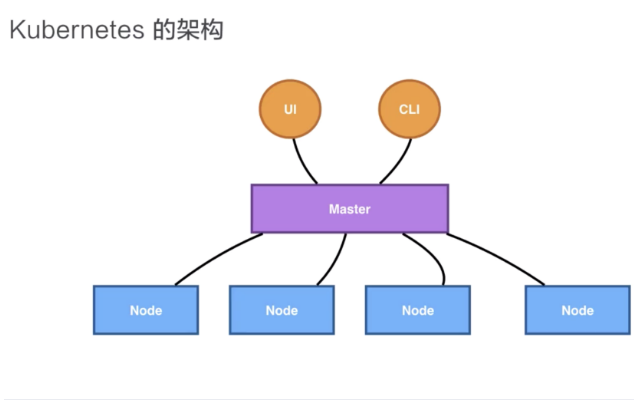 Kubernetes 的架构
UI
CLI
Master
Node
Node
Node
Node